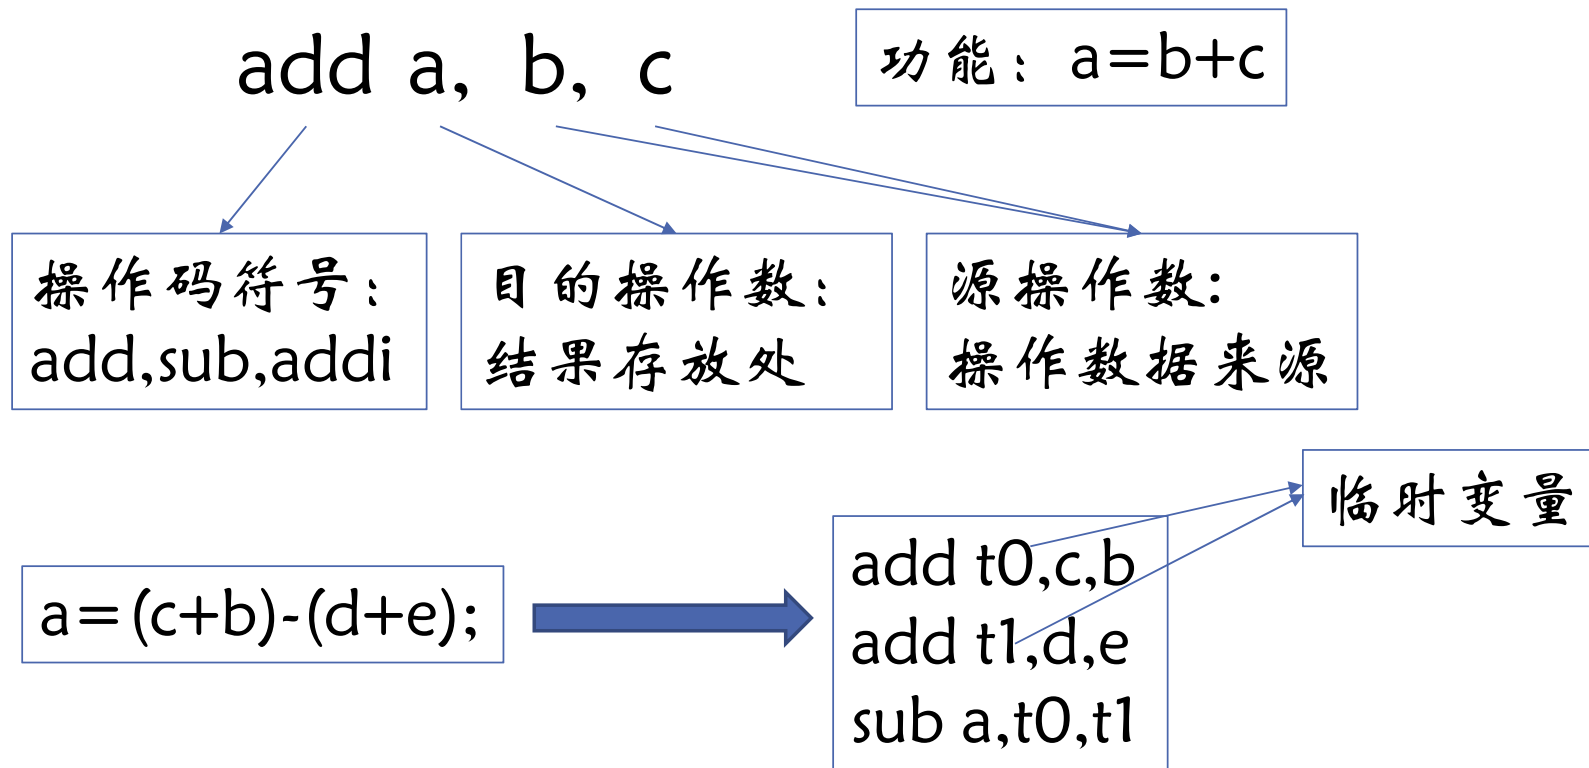 add a, b, c
功能：a=b+c
操作码符号：
add,sub,addi
目的操作数：
结果存放处
源操作数:
操作数据来源
临时变量
a=(c+b)-(d+e);
add t0,c,b
add t1,d,e
sub a,t0,t1